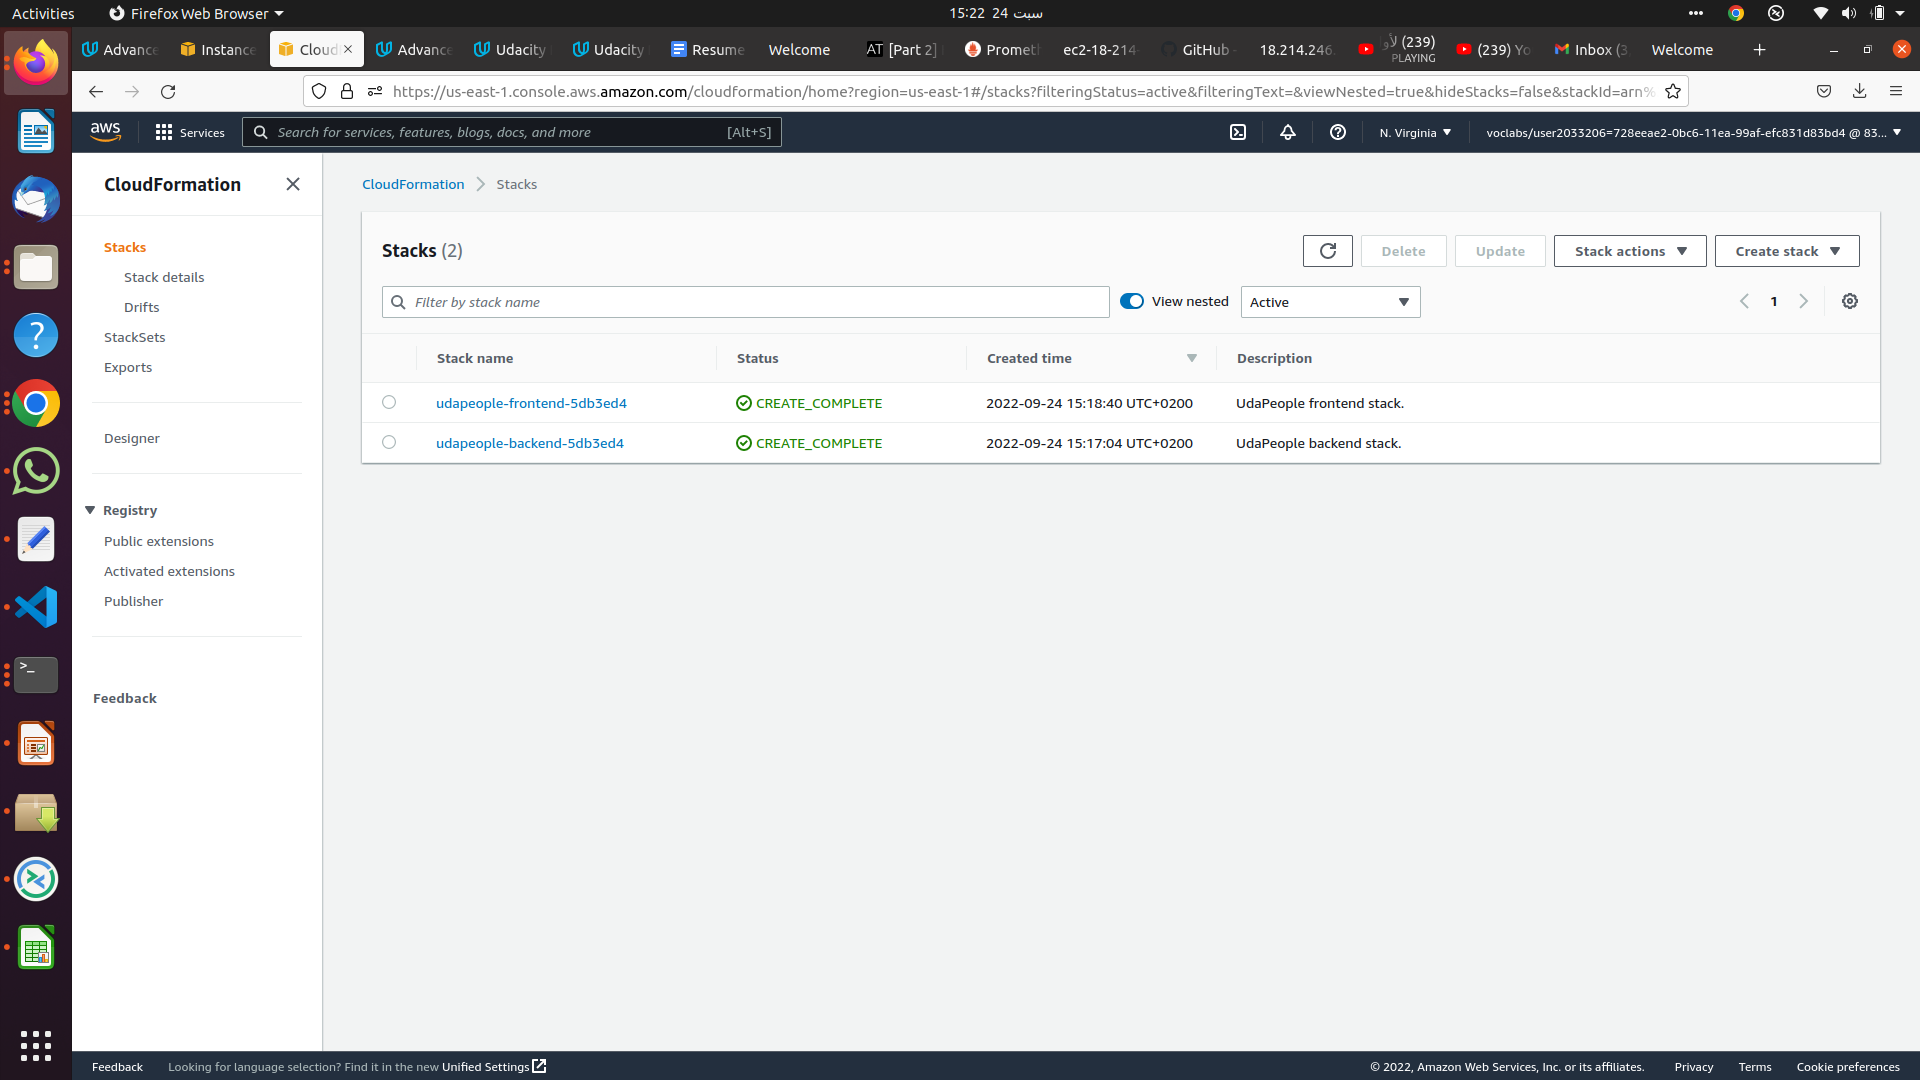 Activities
Firefox Web Browser
15:22 24 سبت
Advance
Instance
Cloud
Advance
Udacity
Udacity
Resume
Welcome
AT [Part 2]
Prometh
ec2-18-214-
GitHub -
18.214.246.
(239)
PLAYING
(239) Yo
Inbox (3
Welcome
https://us-east-1.console.aws.amazon.com/cloudformation/home?region=us-east-1#/stacks?filteringStatus=active&filteringText=&viewNested=true&hideStacks=false&stackId=arn%
aws
Services
Search for services, features, blogs, docs, and more [Alt+S]
N. Virginia
voclabs/user2033206=728eeae2-0bc6-11ea-99af-efc831d83bd4 @ 83...
CloudFormation
Stacks
Stack details
Drifts
StackSets
Exports
Designer
Registry
Public extensions
Activated extensions
Publisher
Feedback
CloudFormation > Stacks
Stacks (2)
Delete
Update
Stack actions
Create stack
Filter by stack name
View nested
Active
1
Stack name Status Created time Description
udapeople-frontend-5db3ed4 CREATE_COMPLETE 2022-09-24 15:18:40 UTC+0200 UdaPeople frontend stack.
udapeople-backend-5db3ed4 CREATE_COMPLETE 2022-09-24 15:17:04 UTC+0200 UdaPeople backend stack.
Feedback
Looking for language selection? Find it in the new Unified Settings
© 2022, Amazon Web Services, Inc. or its affiliates.
Privacy
Terms
Cookie preferences